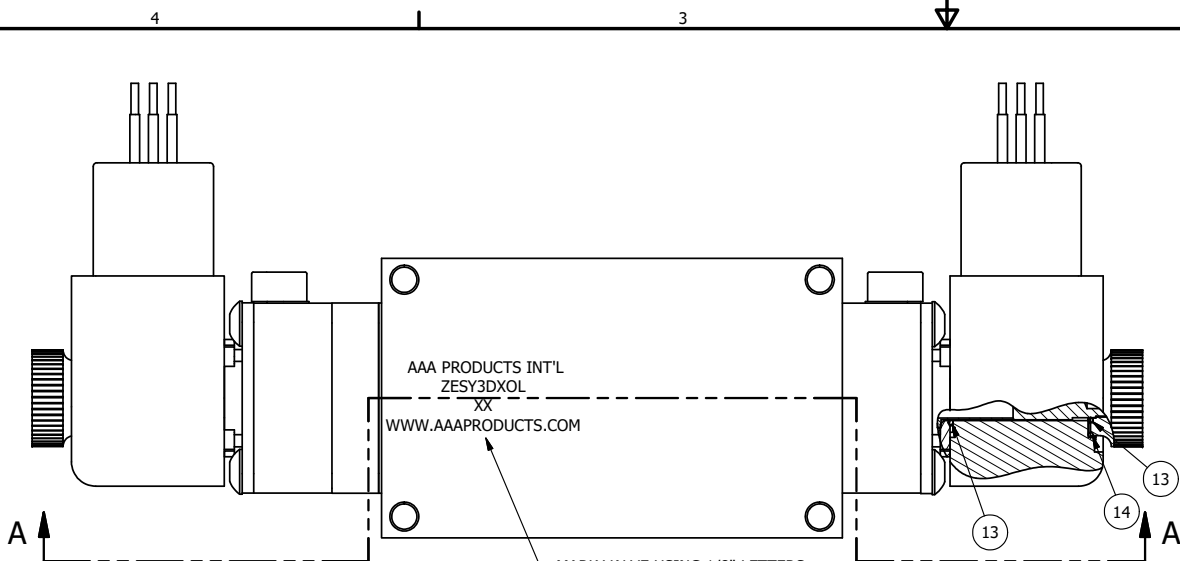 4
3
AAA PRODUCTS INT'L
ZESY3DXOL
XX
WWW.AAAPRODUCTS.COM
13
14
13
A
A